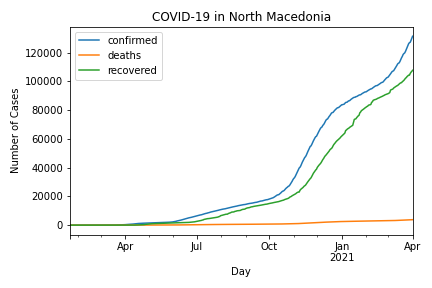 COVID-19 in North Macedonia
confirmed
deaths
recovered
Number of Cases
120000
100000
80000
60000
40000
20000
0
Apr
Jul
Oct
Jan
2021
Apr
Day